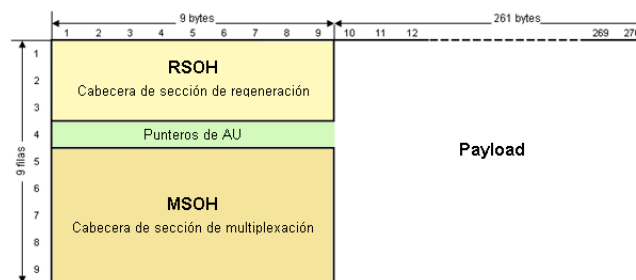 9 bytes
261 bytes
1 2 3 4 5 6 7 8 9 10 11 12 269 270
1
2
3
4
5
6
7
8
9
9 filas
RSOH
Cabecera de sección de regeneración
Punteros de AU
Payload
MSOH
Cabecera de sección de multiplexación